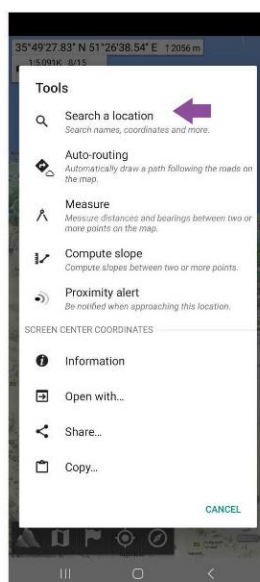 35°49'27.83" N 51°26'38.54" E ↑2056 m
1:5.091K 8/15
Tools
Search a location
Search names, coordinates and more.
Auto-routing
Automatically draw a path following the roads on
the map.
Measure
Measure distances and bearings between two or
more points on the map.
Compute slope
Compute slopes between two or more points.
Proximity alert
Be notified when approaching this location.
SCREEN CENTER COORDINATES
Information
Open with...
Share...
Copy...
CANCEL